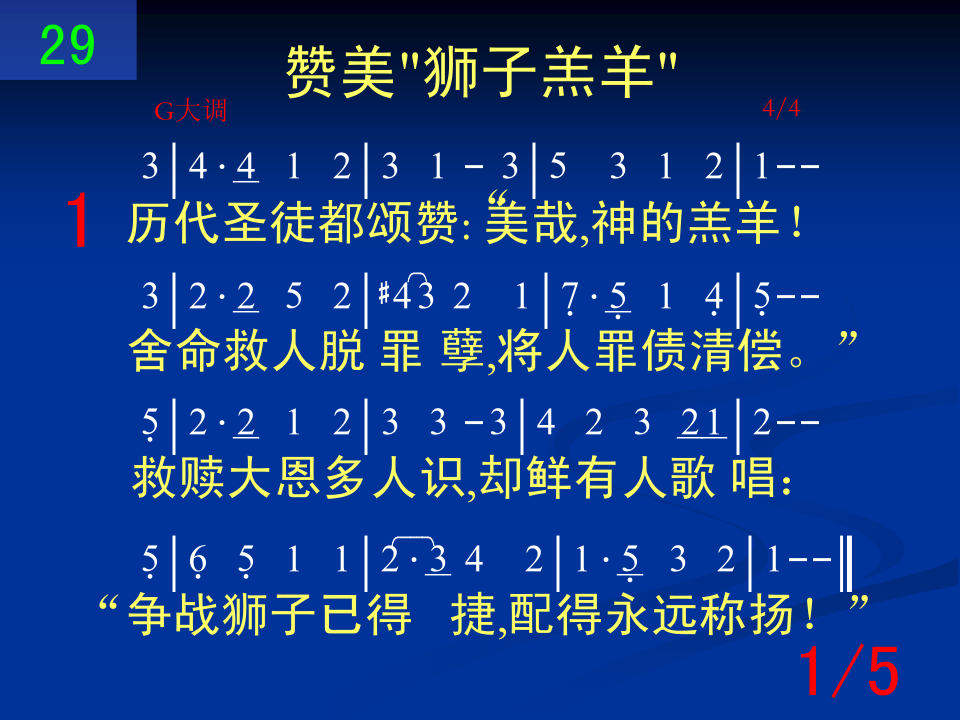 29
赞美"狮子羔羊"
G大调 4/4
3|4·4 1 2|3 1 - 3|5 3 1 2|1--
1
历代圣徒都颂赞:“美哉,神的羔羊!
3|2·2 5 2|♯43 2 1|7̣·5̣ 1 4̣|5̣--
舍命救人脱 罪 孽,将人罪债清偿。”
5̣|2·2 1 2|3 3 -3|4 2 3 21|2--
救赎大恩多人识,却鲜有人歌 唱:
5̣|6̣ 5̣ 1 1|2·3 4 2|1·5̣ 3 2|1--‖
“争战狮子已得 捷,配得永远称扬!”
1/5